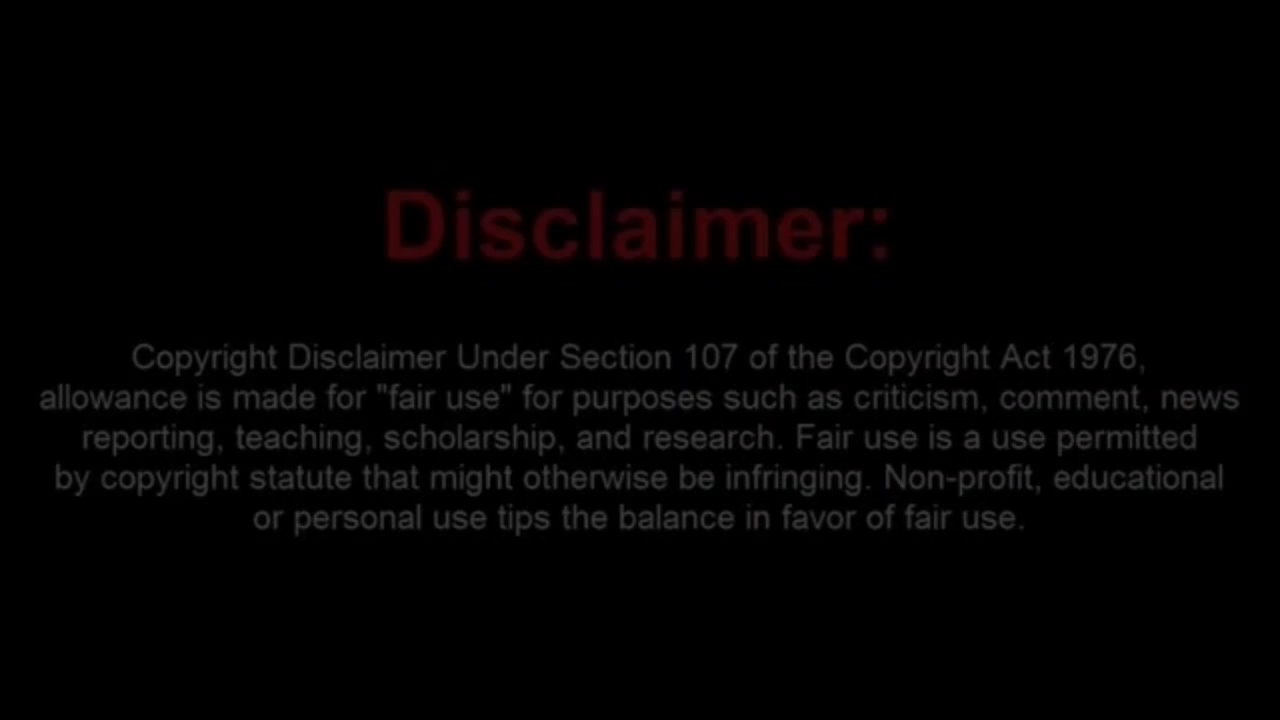 Disclaimer:
Copyright Disclaimer Under Section 107 of the Copyright Act 1976,
allowance is made for "fair use" for purposes such as criticism, comment, news
reporting, teaching, scholarship, and research. Fair use is a use permitted
by copyright statute that might otherwise be infringing. Non-profit, educational
or personal use tips the balance in favor of fair use.